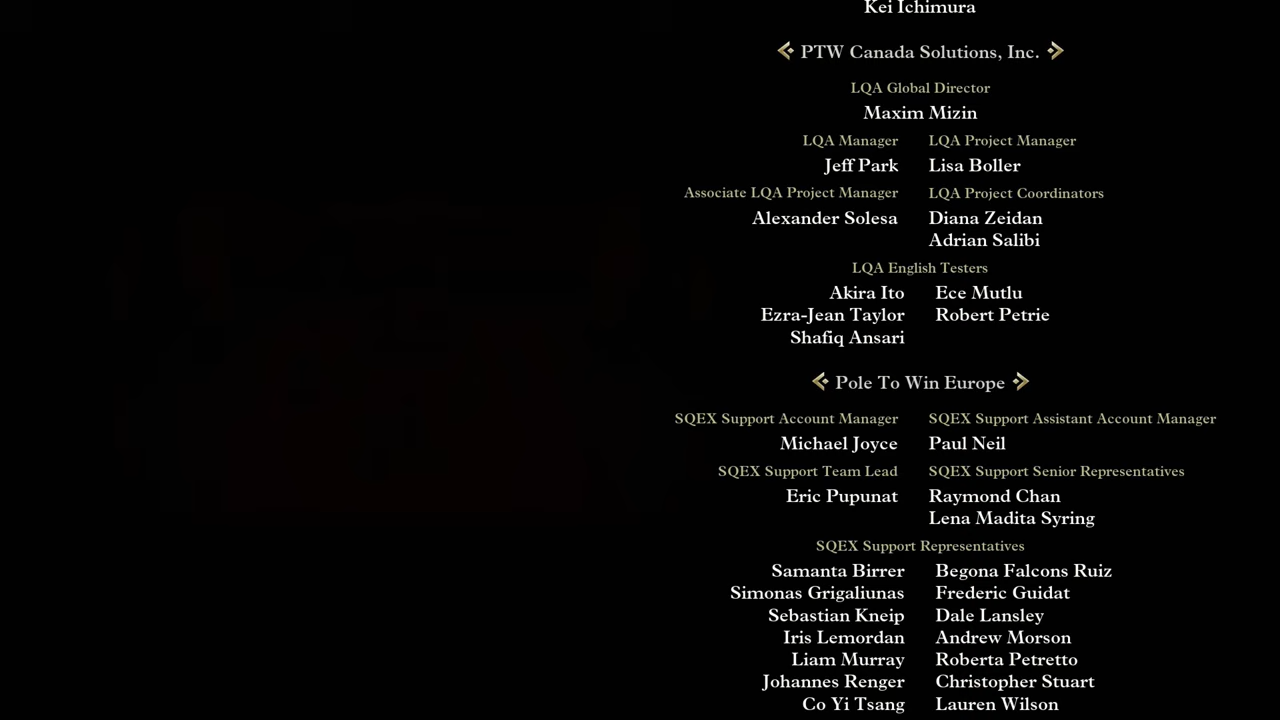 Kei Ichimura
PTW Canada Solutions, Inc.
LQA Global Director
Maxim Mizin
LQA Manager LQA Project Manager
Jeff Park Lisa Boller
Associate LQA Project Manager LQA Project Coordinators
Alexander Solesa Diana Zeidan
Adrian Salibi
LQA English Testers
Akira Ito Ece Mutlu
Ezra-Jean Taylor Robert Petrie
Shafiq Ansari
Pole To Win Europe
SQEX Support Account Manager SQEX Support Assistant Account Manager
Michael Joyce Paul Neil
SQEX Support Team Lead SQEX Support Senior Representatives
Eric Pupunat Raymond Chan
Lena Madita Syring
SQEX Support Representatives
Samanta Birrer Begona Falcons Ruiz
Simonas Grigaliunas Frederic Guidat
Sebastian Kneip Dale Lansley
Iris Lemordan Andrew Morson
Liam Murray Roberta Petretto
Johannes Renger Christopher Stuart
Co Yi Tsang Lauren Wilson